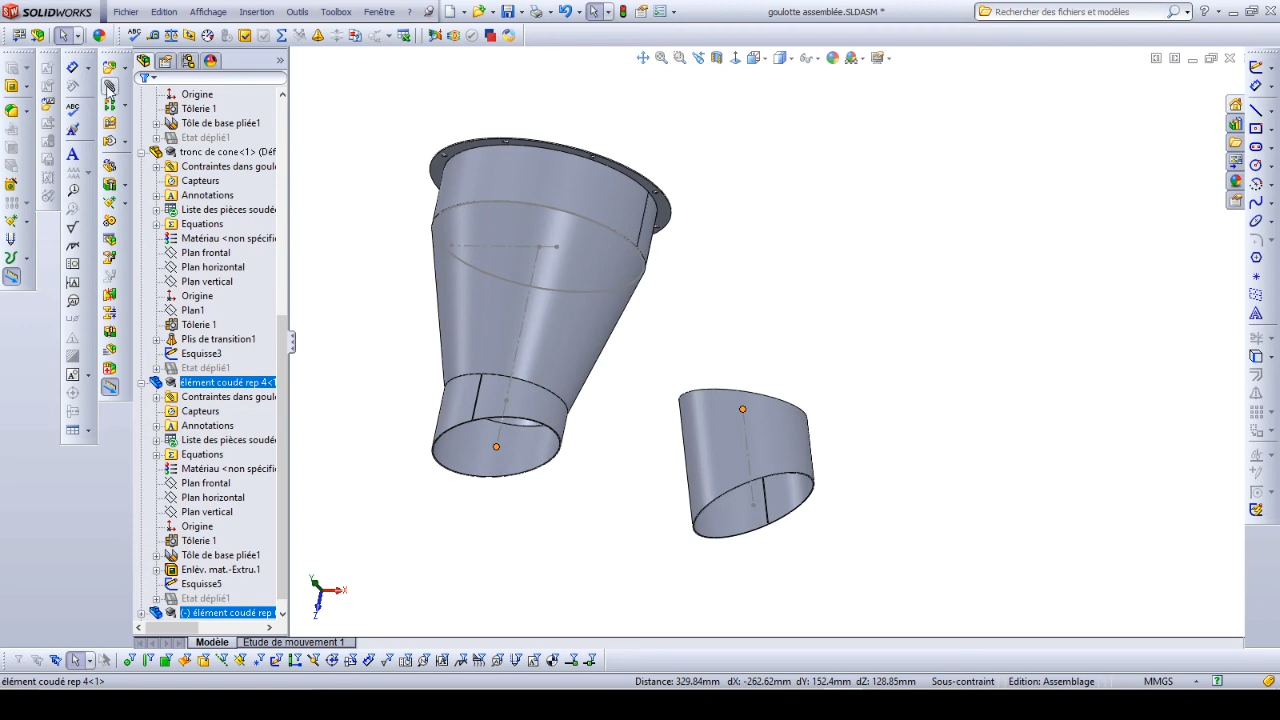 SOLIDWORKS
Fichier Edition Affichage Insertion Outils Toolbox Fenêtre ?
goulotte assemblée.SLDASM *
Rechercher des fichiers et modèles
Origine
Tôlerie 1
Tôle de base pliée1
Etat déplié1
tronc de cone<1> (Déf
Contraintes dans goul
Capteurs
Annotations
Liste des pièces soudé
Equations
Matériau <non spécifi
Plan frontal
Plan horizontal
Plan vertical
Origine
Plan1
Tôlerie 1
Plis de transition1
Esquisse3
Etat déplié1
élément coudé rep 4<1
Contraintes dans goul
Capteurs
Annotations
Liste des pièces soudé
Equations
Matériau <non spécifi
Plan frontal
Plan horizontal
Plan vertical
Origine
Tôlerie 1
Tôle de base pliée1
Enlèv. mat.-Extru.1
Esquisse5
Etat déplié1
(-) élément coudé rep
Y
X
Z
Modèle Etude de mouvement 1
élément coudé rep 4<1>
Distance: 329.84mm dX: -262.62mm dY: 152.4mm dZ: 128.85mm Sous-contraint Edition: Assemblage MMGS ?